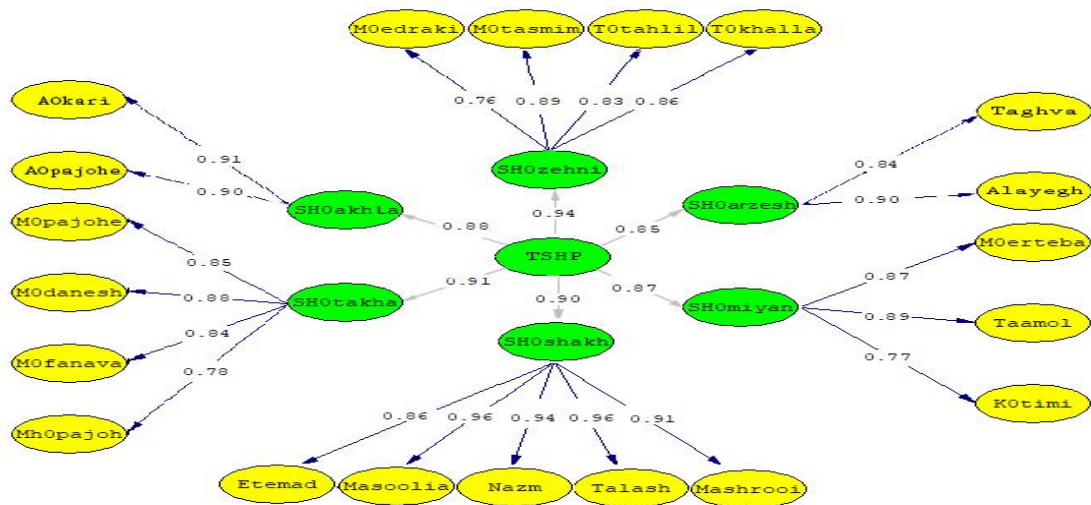 M0edraki M0tasmim T0tahlil T0khalla
A0kari
Taghva
0.76 0.89 0.83 0.86
0.91
0.84
A0pajohe
SH0zehni
0.90
Alayegh
0.90
M0pajohe
SH0akhla
SH0arzesh
0.94
0.88
0.85
M0erteba
TSHP
0.85
0.87
M0danesh
0.88
SH0takha
0.91
0.90
0.87
SH0miyan
0.89
Taamol
0.84
SH0shakh
M0fanava
0.78
0.77
K0timi
Mh0pajoh
0.86 0.96 0.94 0.96 0.91
Etemad Masoolia Nazm Talash Mashrooi